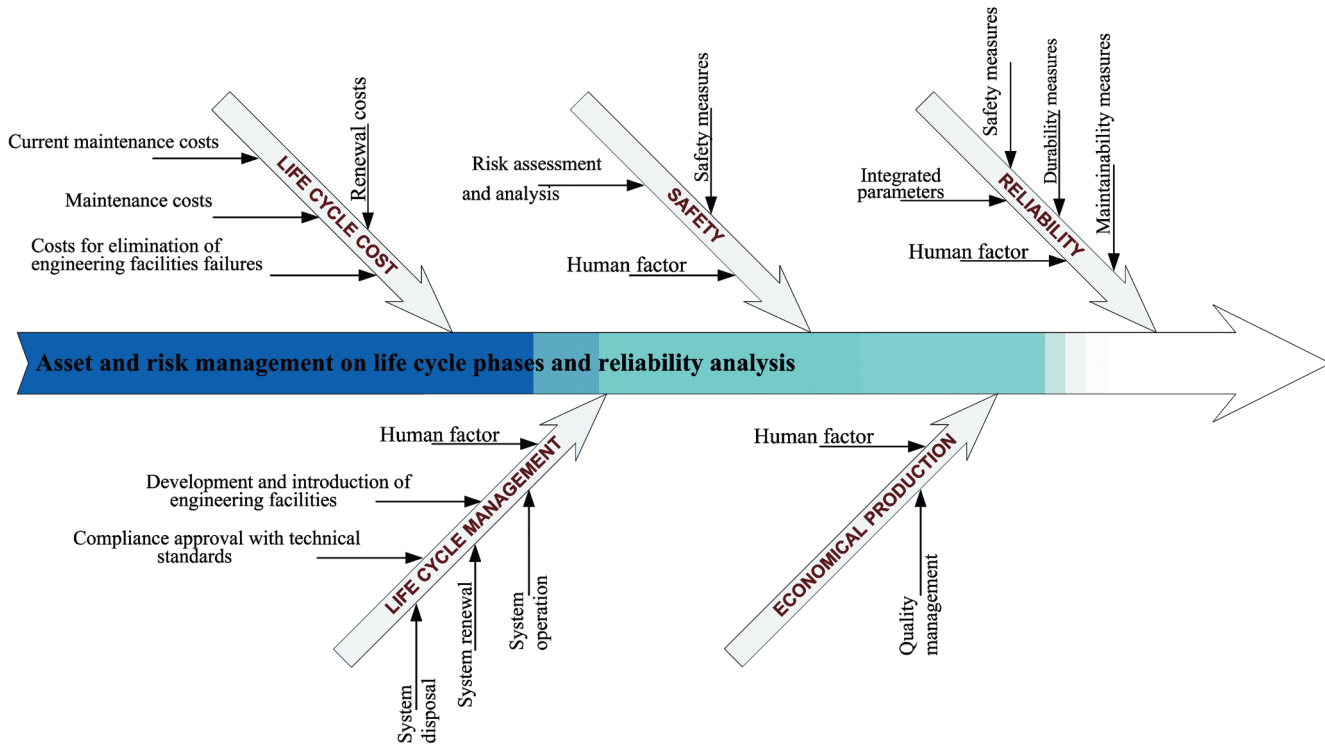 Current maintenance costs
Maintenance costs
Costs for elimination of
engineering facilities failures
Renewal costs
LIFE CYCLE COST
Risk assessment
and analysis
Human factor
Safety measures
SAFETY
Integrated
parameters
Human factor
Safety measures
Durability measures
Maintainability measures
RELIABILITY
Asset and risk management on life cycle phases and reliability analysis
Human factor
Development and introduction of
engineering facilities
Compliance approval with technical
standards
LIFE CYCLE MANAGEMENT
System
disposal
System renewal
System
operation
Human factor
ECONOMICAL PRODUCTION
Quality
management